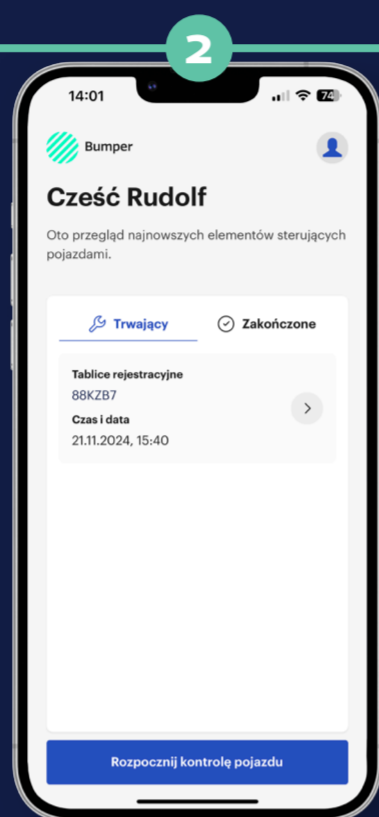 2
14:01
74
Bumper
Cześć Rudolf
Oto przegląd najnowszych elementów sterujących
pojazdami.
Trwający
Zakończone
Tablice rejestracyjne
88KZB7
Czas i data
21.11.2024, 15:40
Rozpocznij kontrolę pojazdu